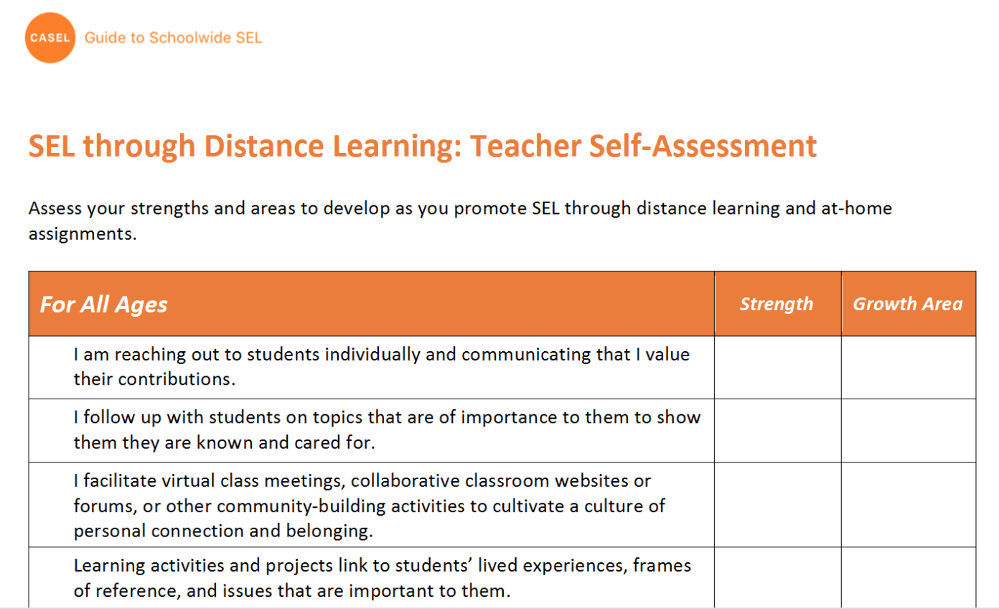 CASEL Guide to Schoolwide SEL
SEL through Distance Learning: Teacher Self-Assessment
Assess your strengths and areas to develop as you promote SEL through distance learning and at-home
assignments.
For All Ages Strength Growth Area
I am reaching out to students individually and communicating that I value
their contributions.
I follow up with students on topics that are of importance to them to show
them they are known and cared for.
I facilitate virtual class meetings, collaborative classroom websites or
forums, or other community-building activities to cultivate a culture of
personal connection and belonging.
Learning activities and projects link to students’ lived experiences, frames
of reference, and issues that are important to them.